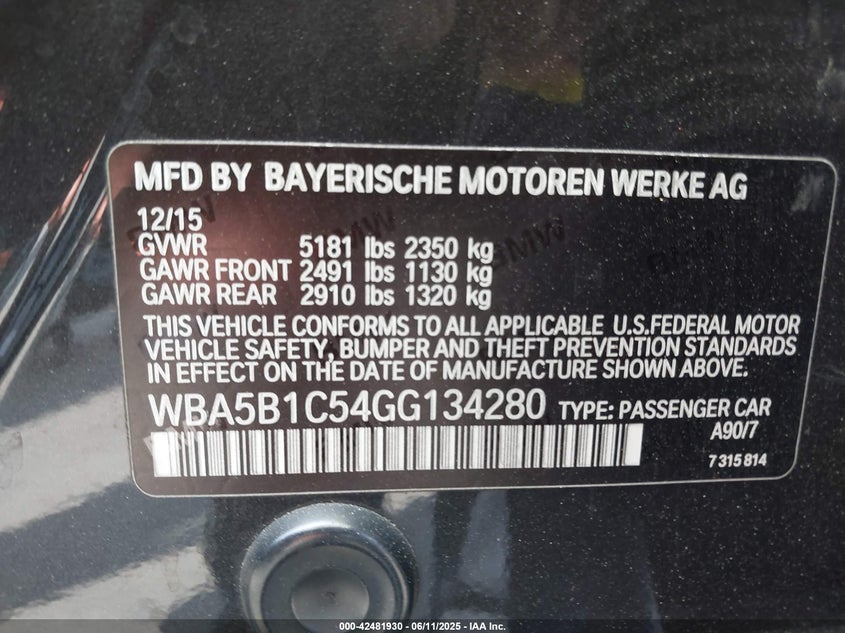 MFD BY BAYERISCHE MOTOREN WERKE AG
12/15
GVWR 5181 lbs 2350 kg
GAWR FRONT 2491 lbs 1130 kg
GAWR REAR 2910 lbs 1320 kg
THIS VEHICLE CONFORMS TO ALL APPLICABLE U.S.FEDERAL MOTOR
VEHICLE SAFETY, BUMPER AND THEFT PREVENTION STANDARDS
IN EFFECT ON THE DATE OF MANUFACTURE SHOWN ABOVE.
WBA5B1C54GG134280 TYPE: PASSENGER CAR
A90/7
7 315 814
000-42481930 - 06/11/2025 - IAA Inc.